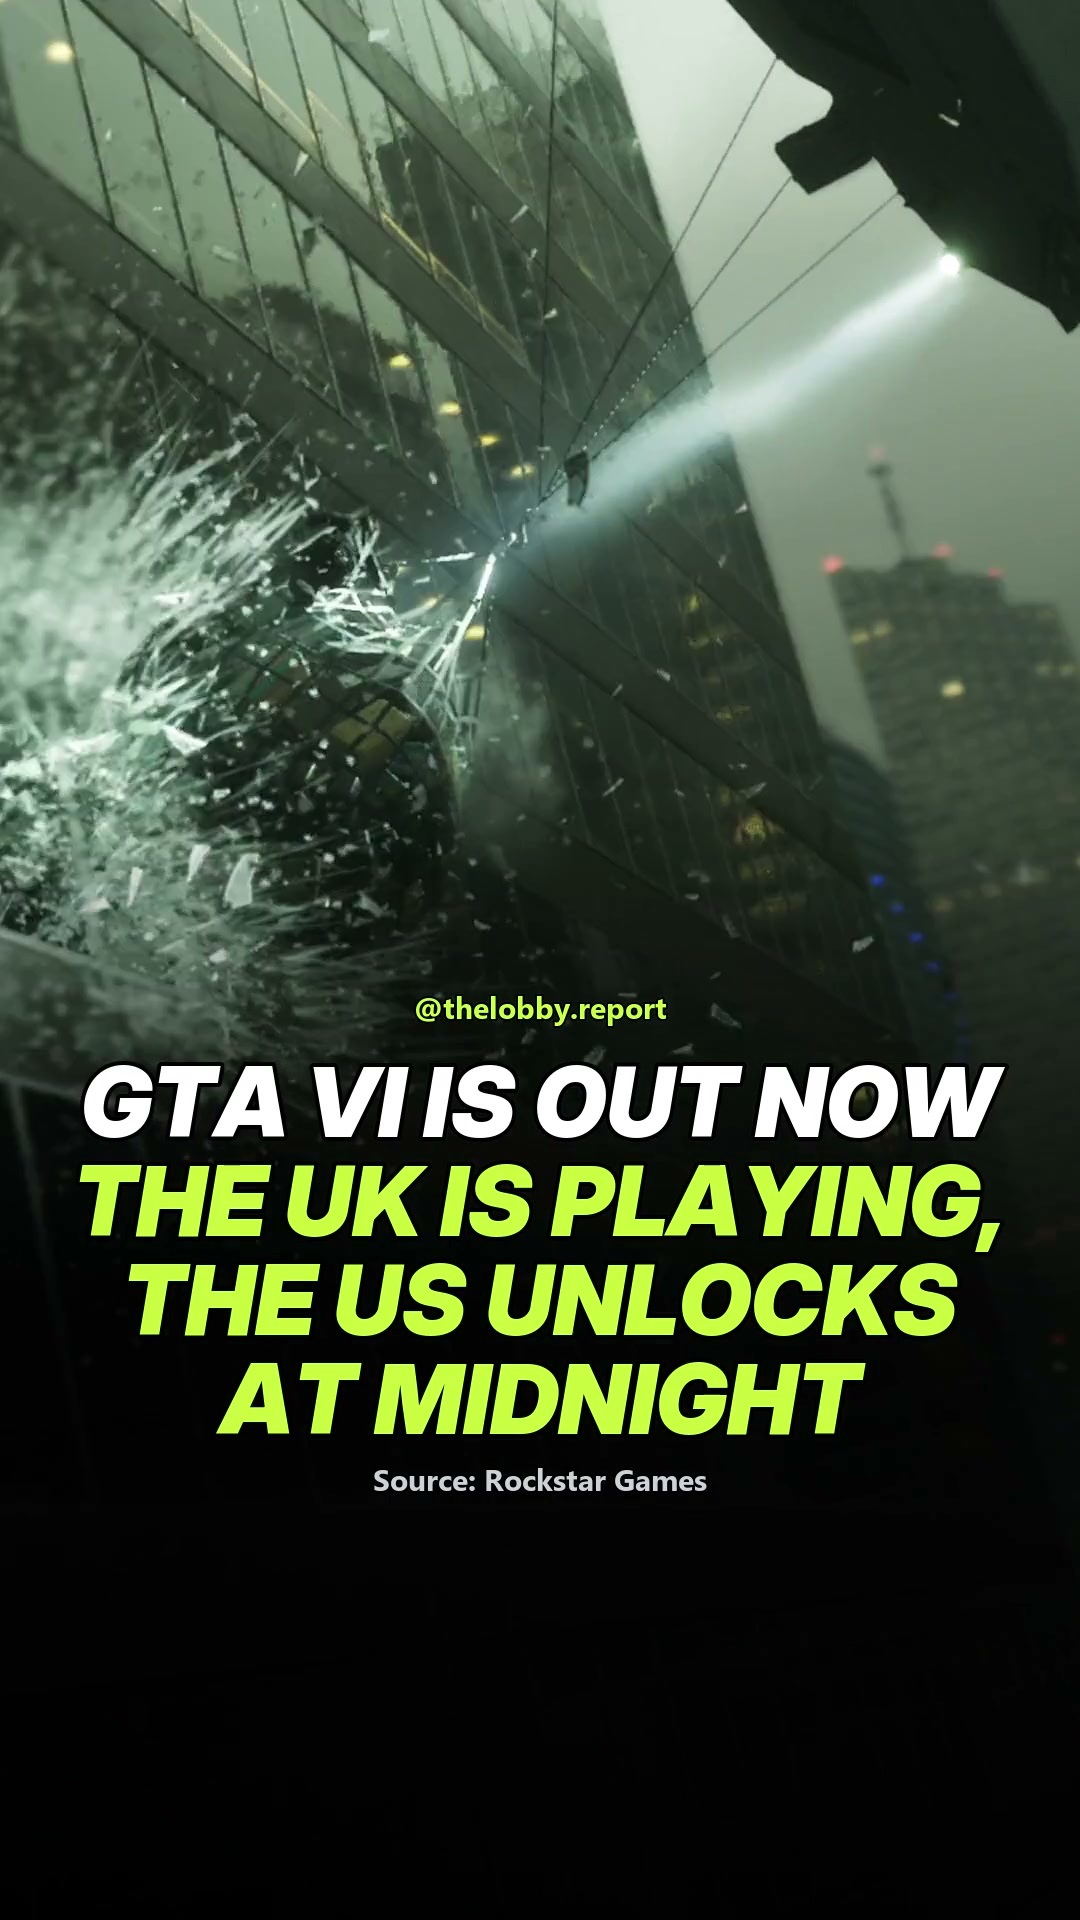 @thelobby.report
GTA VI IS OUT NOW
THE UK IS PLAYING,
THE US UNLOCKS
AT MIDNIGHT
Source: Rockstar Games